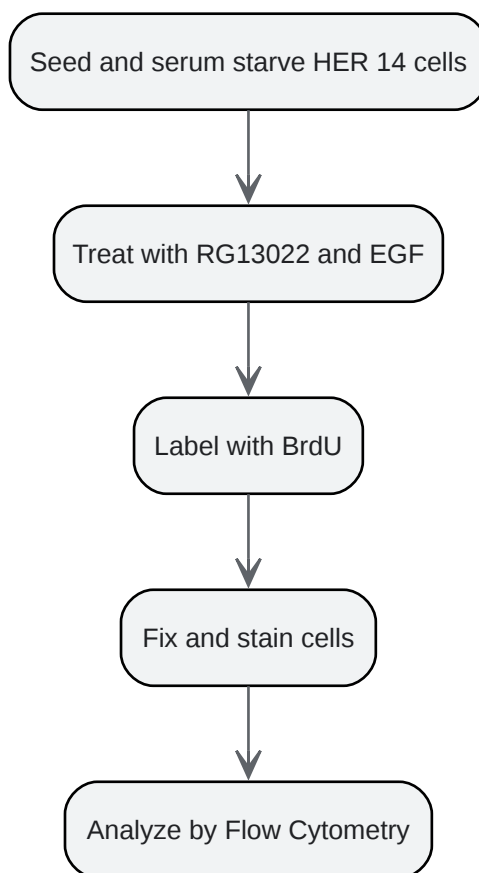 Seed and serum starve HER 14 cells
Treat with RG13022 and EGF
Label with BrdU
Fix and stain cells
Analyze by Flow Cytometry